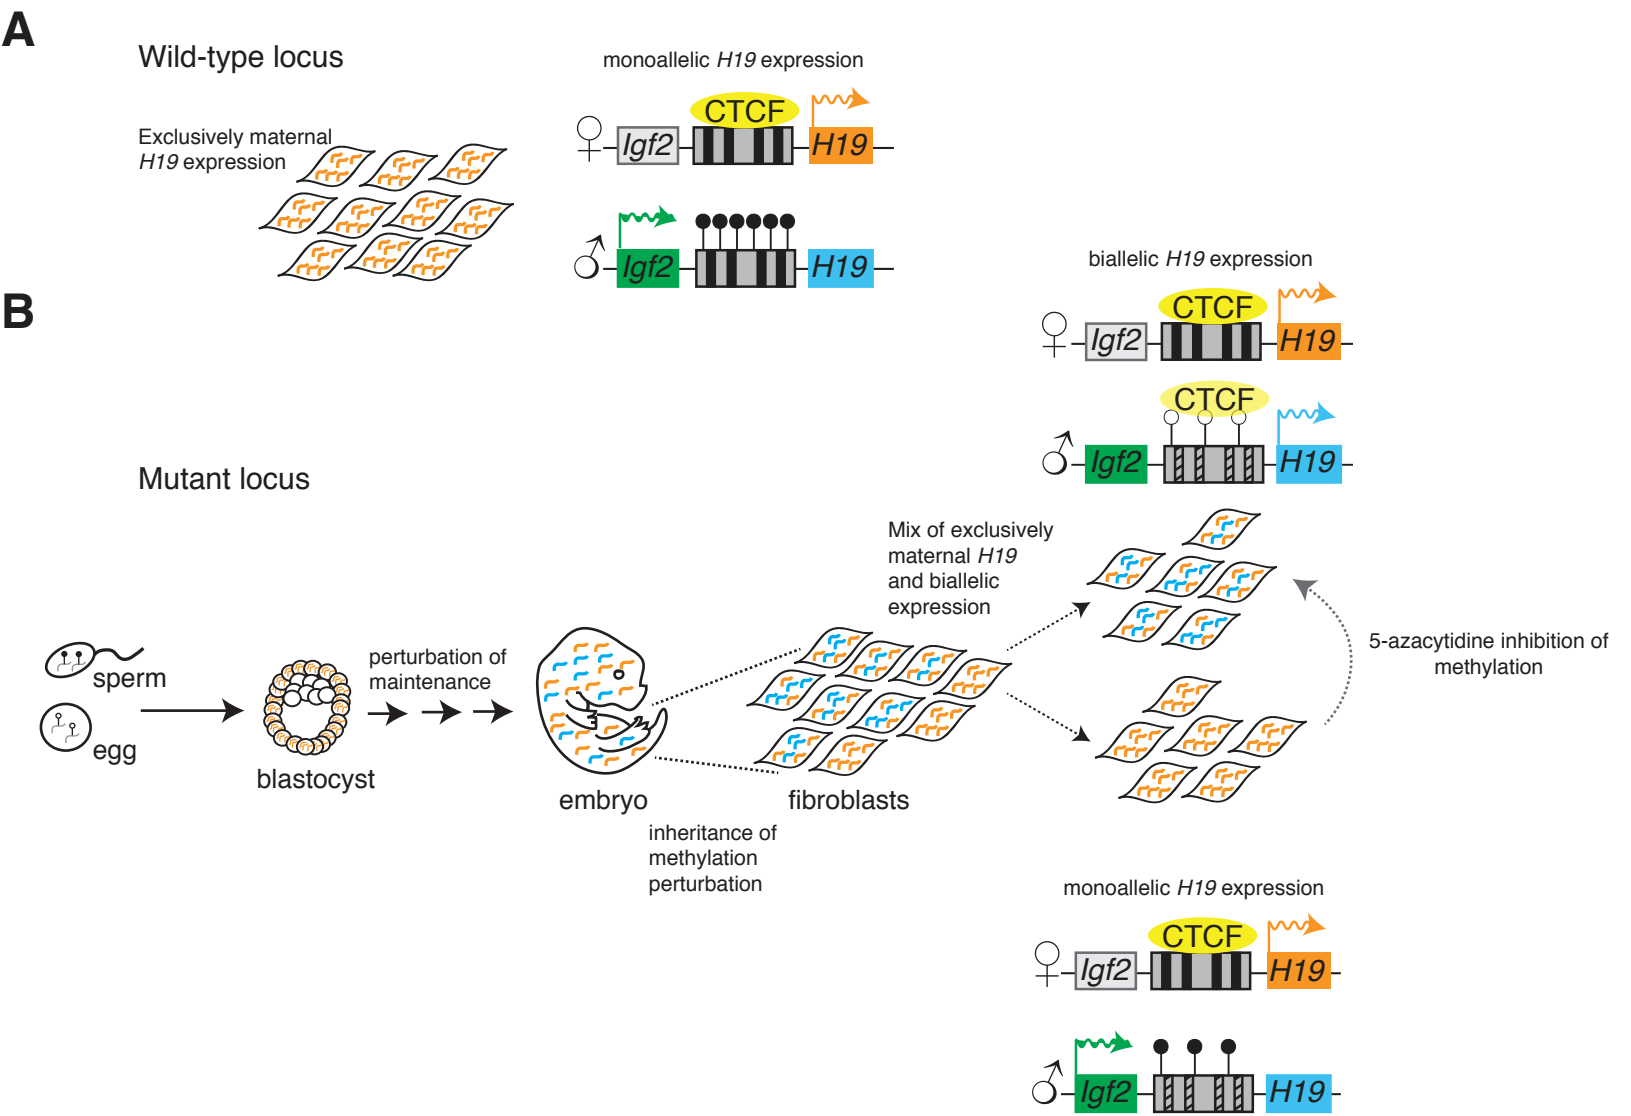 A
Wild-type locus
monoallelic H19 expression
Exclusively maternal
H19 expression
CTCF
♀ Igf2 H19
♂ Igf2 H19
B
biallelic H19 expression
CTCF
♀ Igf2 H19
CTCF
♂ Igf2 H19
Mutant locus
Mix of exclusively
maternal H19
and biallelic
expression
5-azacytidine inhibition of
methylation
perturbation of
maintenance
sperm
egg
blastocyst
embryo
fibroblasts
inheritance of
methylation
perturbation
monoallelic H19 expression
CTCF
♀ Igf2 H19
♂ Igf2 H19